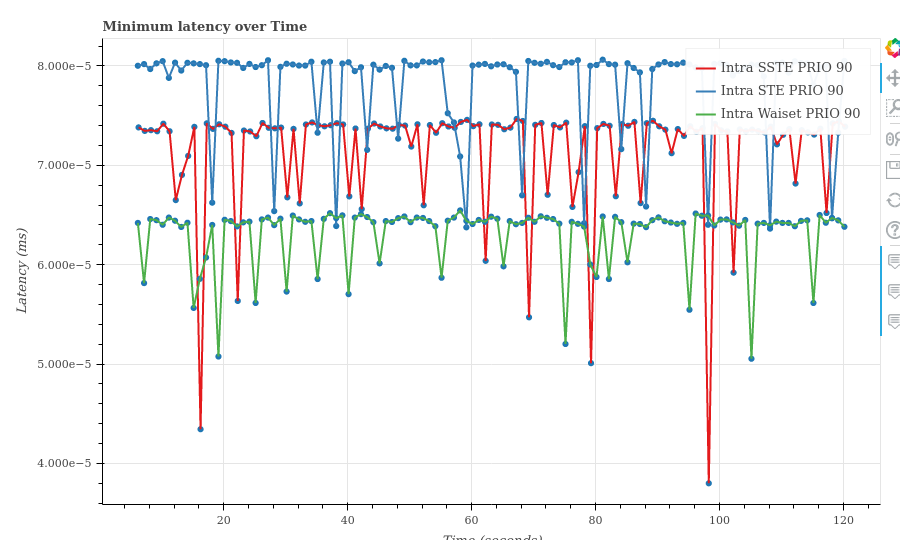 Minimum latency over Time
Intra SSTE PRIO 90
Intra STE PRIO 90
Intra Waiset PRIO 90
8.000e−5
7.000e−5
6.000e−5
5.000e−5
4.000e−5
Latency (ms)
20
40
60
80
100
120
Time (seconds)